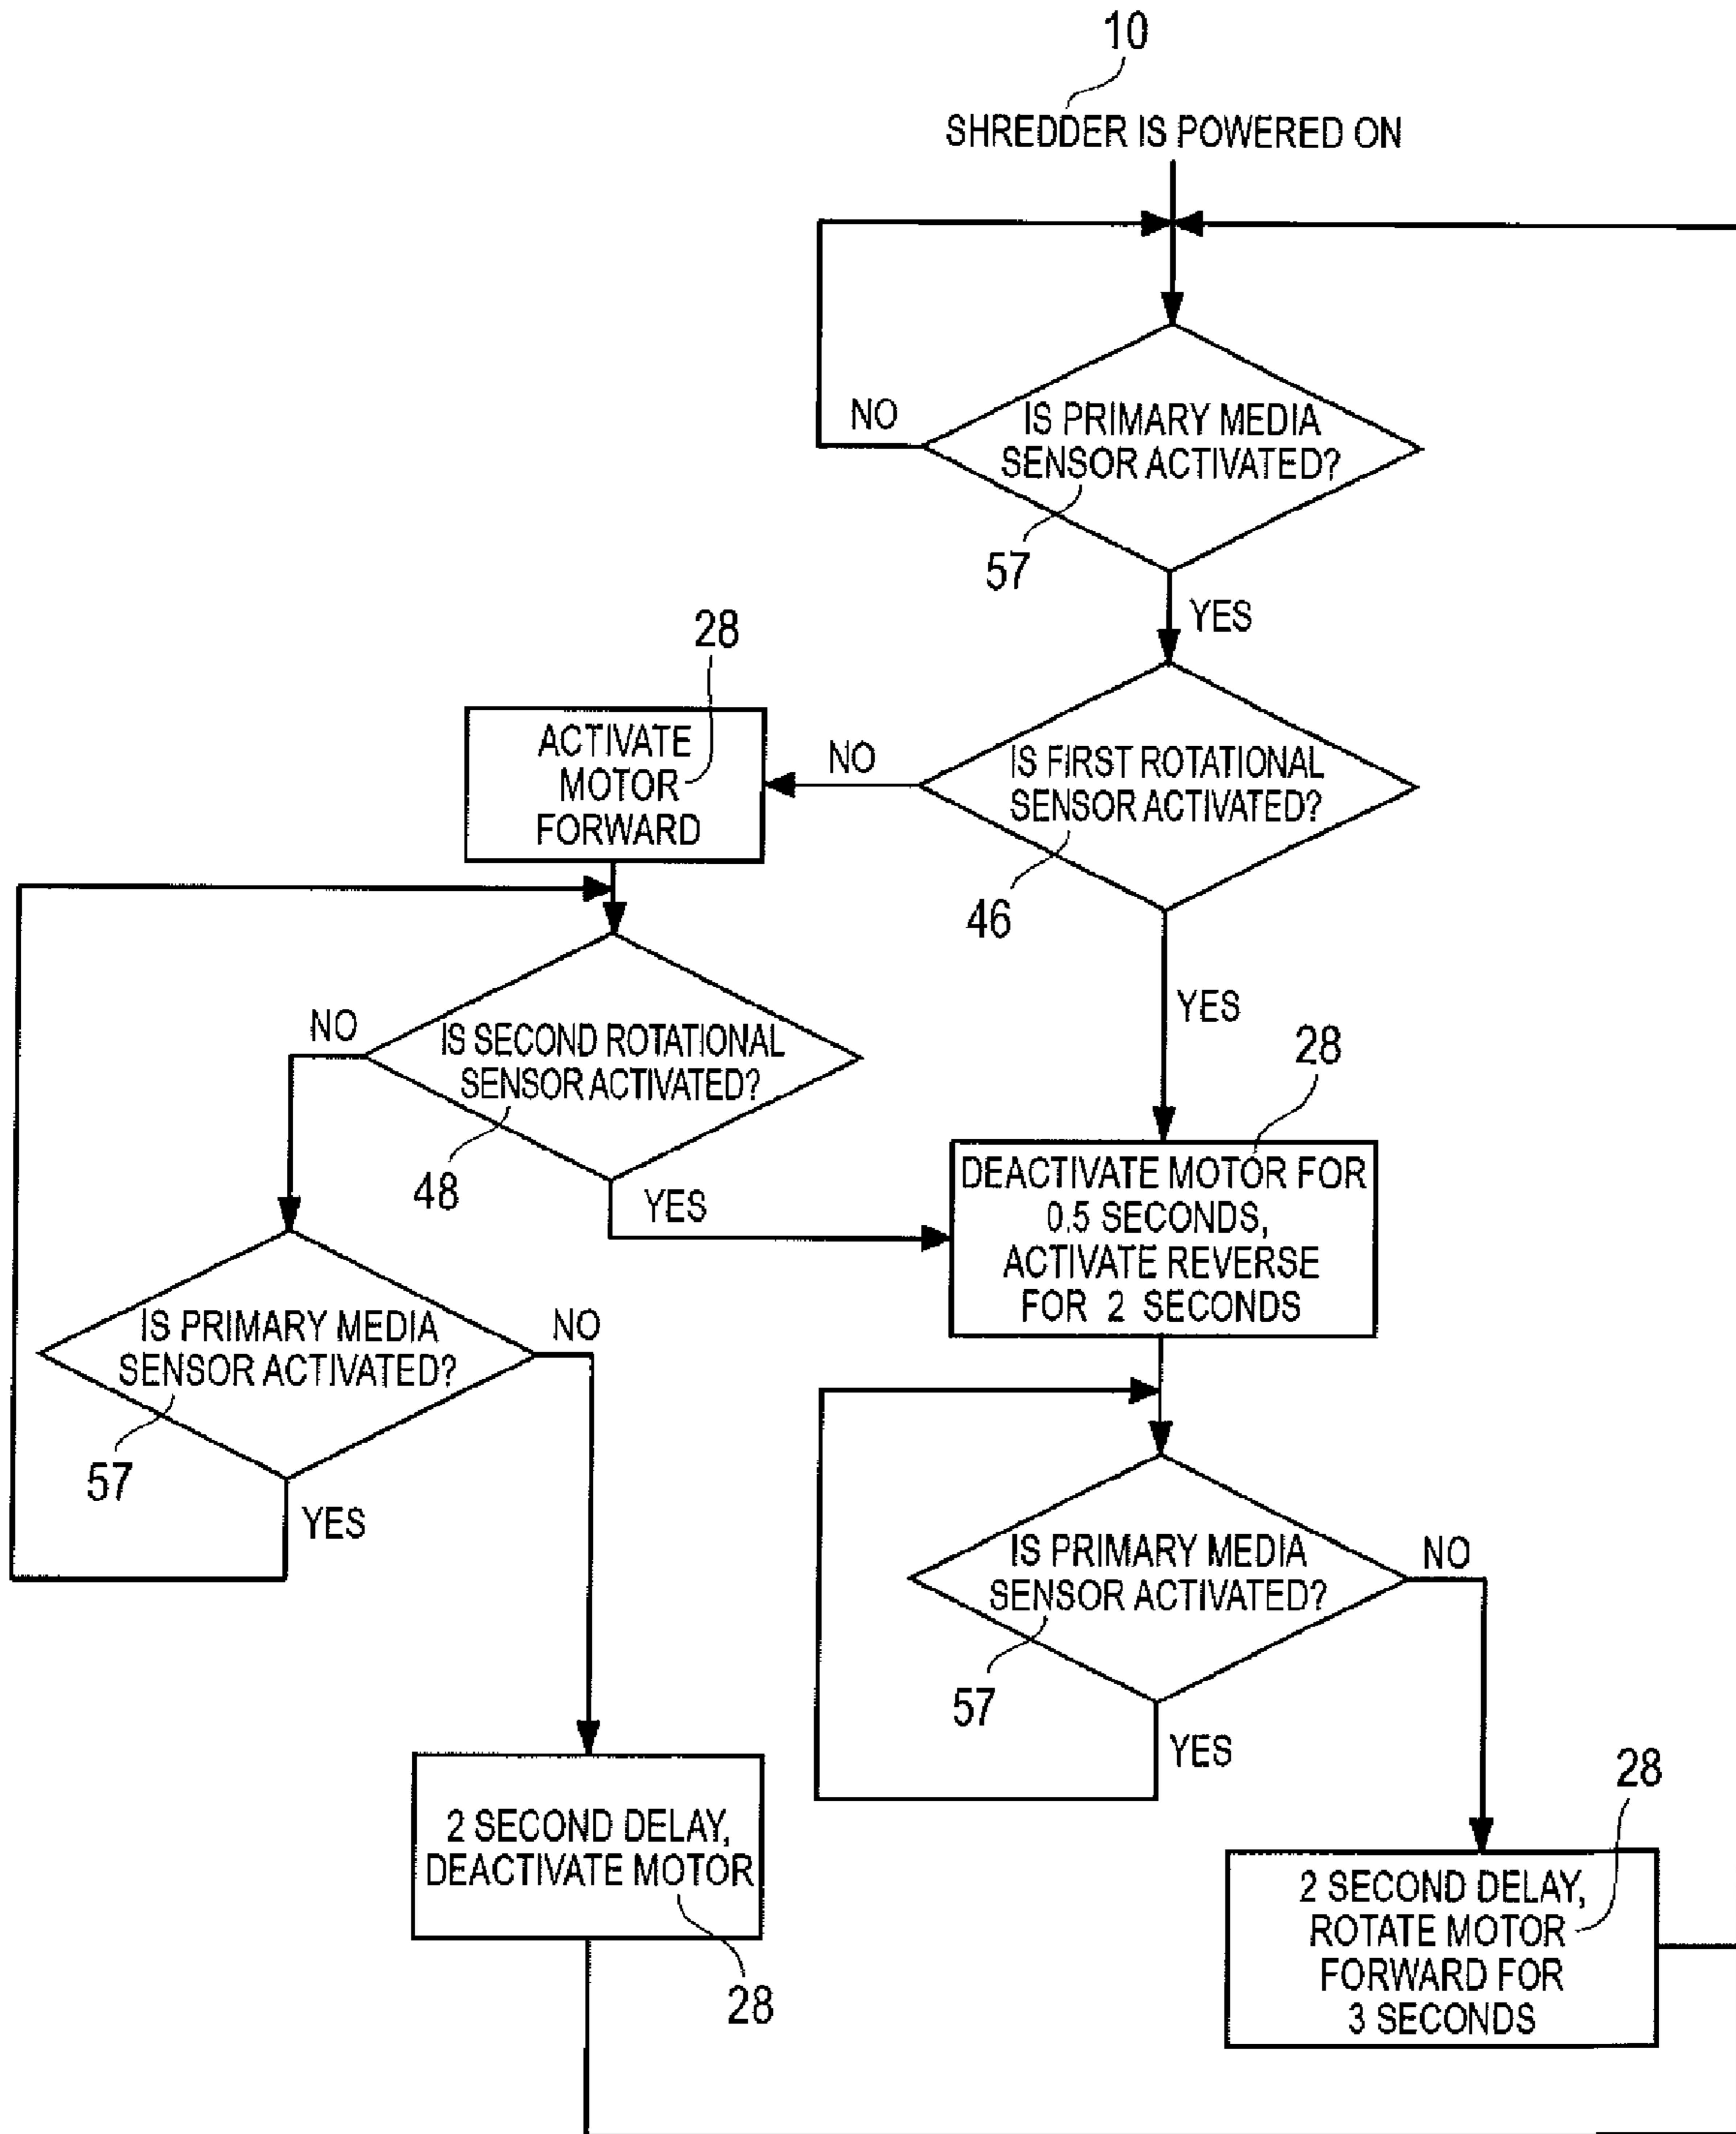 10
SHREDDER IS POWERED ON
NO
IS PRIMARY MEDIA
SENSOR ACTIVATED?
57
YES
28
ACTIVATE
MOTOR
FORWARD
NO
IS FIRST ROTATIONAL
SENSOR ACTIVATED?
46
YES
NO
IS SECOND ROTATIONAL
SENSOR ACTIVATED?
48
YES
28
DEACTIVATE MOTOR FOR
0.5 SECONDS,
ACTIVATE REVERSE
FOR 2 SECONDS
IS PRIMARY MEDIA
SENSOR ACTIVATED?
NO
57
YES
IS PRIMARY MEDIA
SENSOR ACTIVATED?
NO
57
YES
2 SECOND DELAY,
DEACTIVATE MOTOR
28
28
2 SECOND DELAY,
ROTATE MOTOR
FORWARD FOR
3 SECONDS